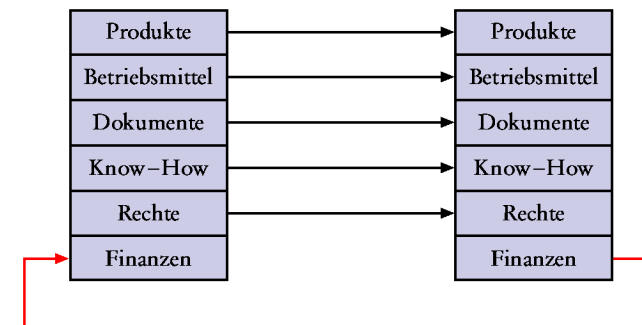 Produkte
Betriebsmittel
Dokumente
Know–How
Rechte
Finanzen
Produkte
Betriebsmittel
Dokumente
Know–How
Rechte
Finanzen